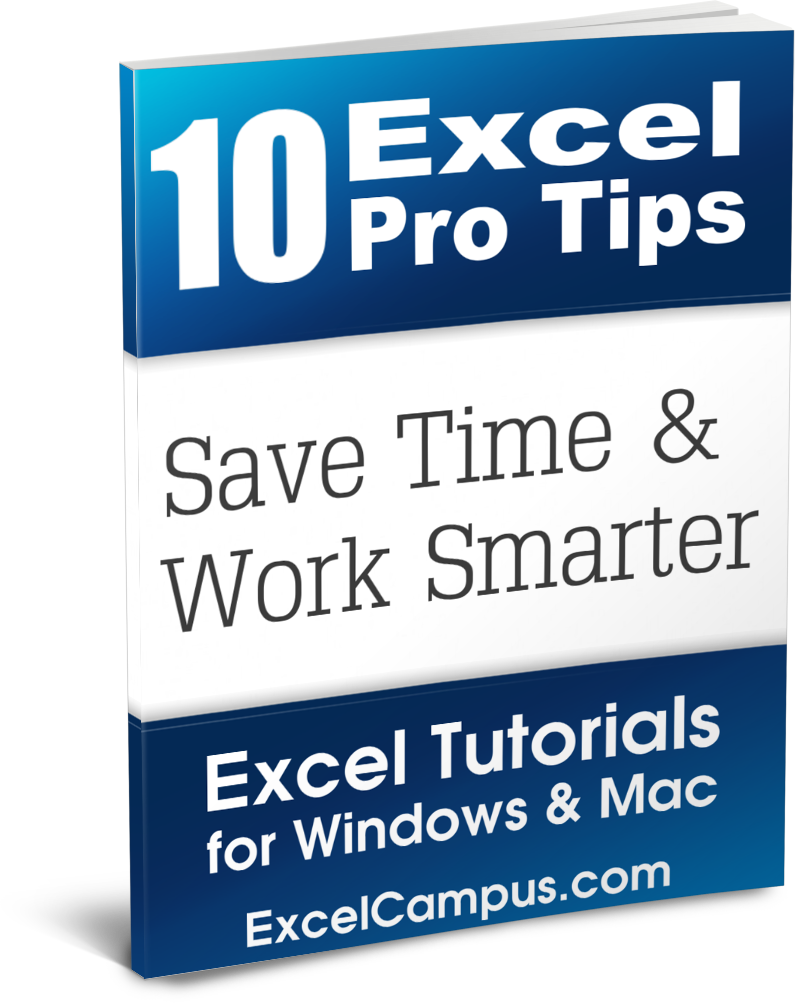 10 Excel
Pro Tips
Save Time &
Work Smarter
Excel Tutorials
for Windows & Mac
ExcelCampus.com